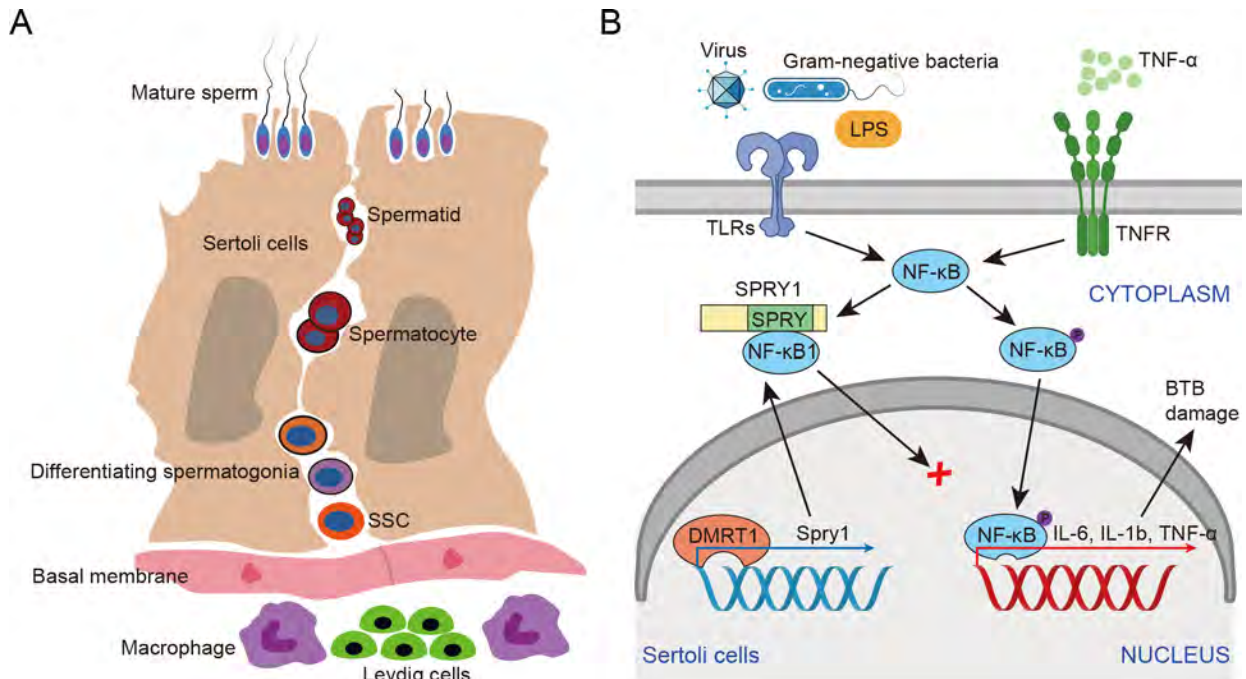 A
Mature sperm
Spermatid
Sertoli cells
Spermatocyte
Differentiating spermatogonia
SSC
Basal membrane
Macrophage
Leydig cells
B
Virus
Gram-negative bacteria
TNF-α
LPS
TLRs
TNFR
NF-κB
CYTOPLASM
SPRY1
SPRY
NF-κB1
NF-κB
P
BTB
damage
DMRT1
Spry1
NF-κB
P
IL-6, IL-1b, TNF-α
Sertoli cells
NUCLEUS